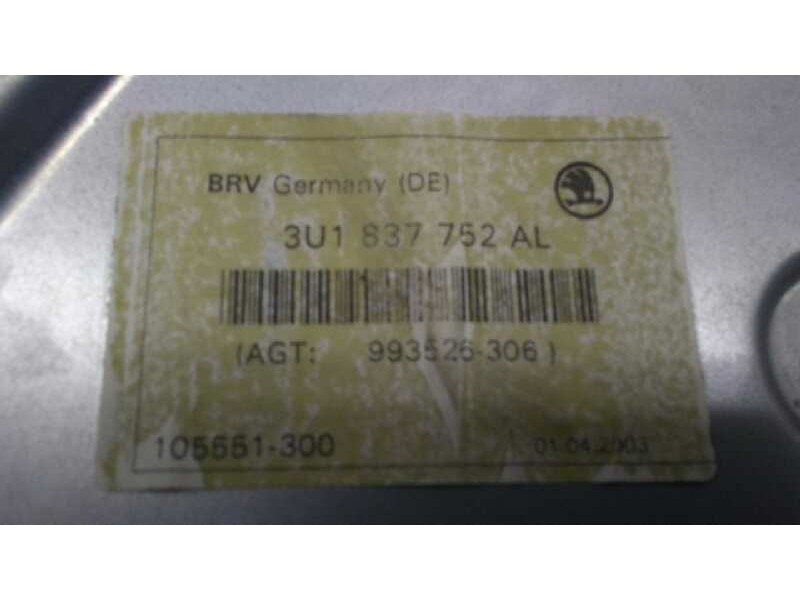 BRV Germany (DE)
3U1 837 752 AL
(AGT: 993526-306)
105551-300
01.04.2003